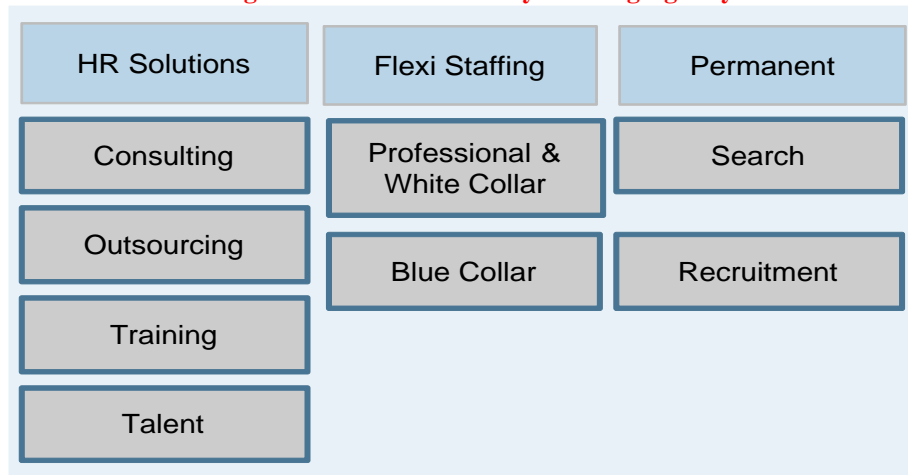 HR Solutions
Flexi Staffing
Permanent
Consulting
Professional &
White Collar
Search
Outsourcing
Blue Collar
Recruitment
Training
Talent